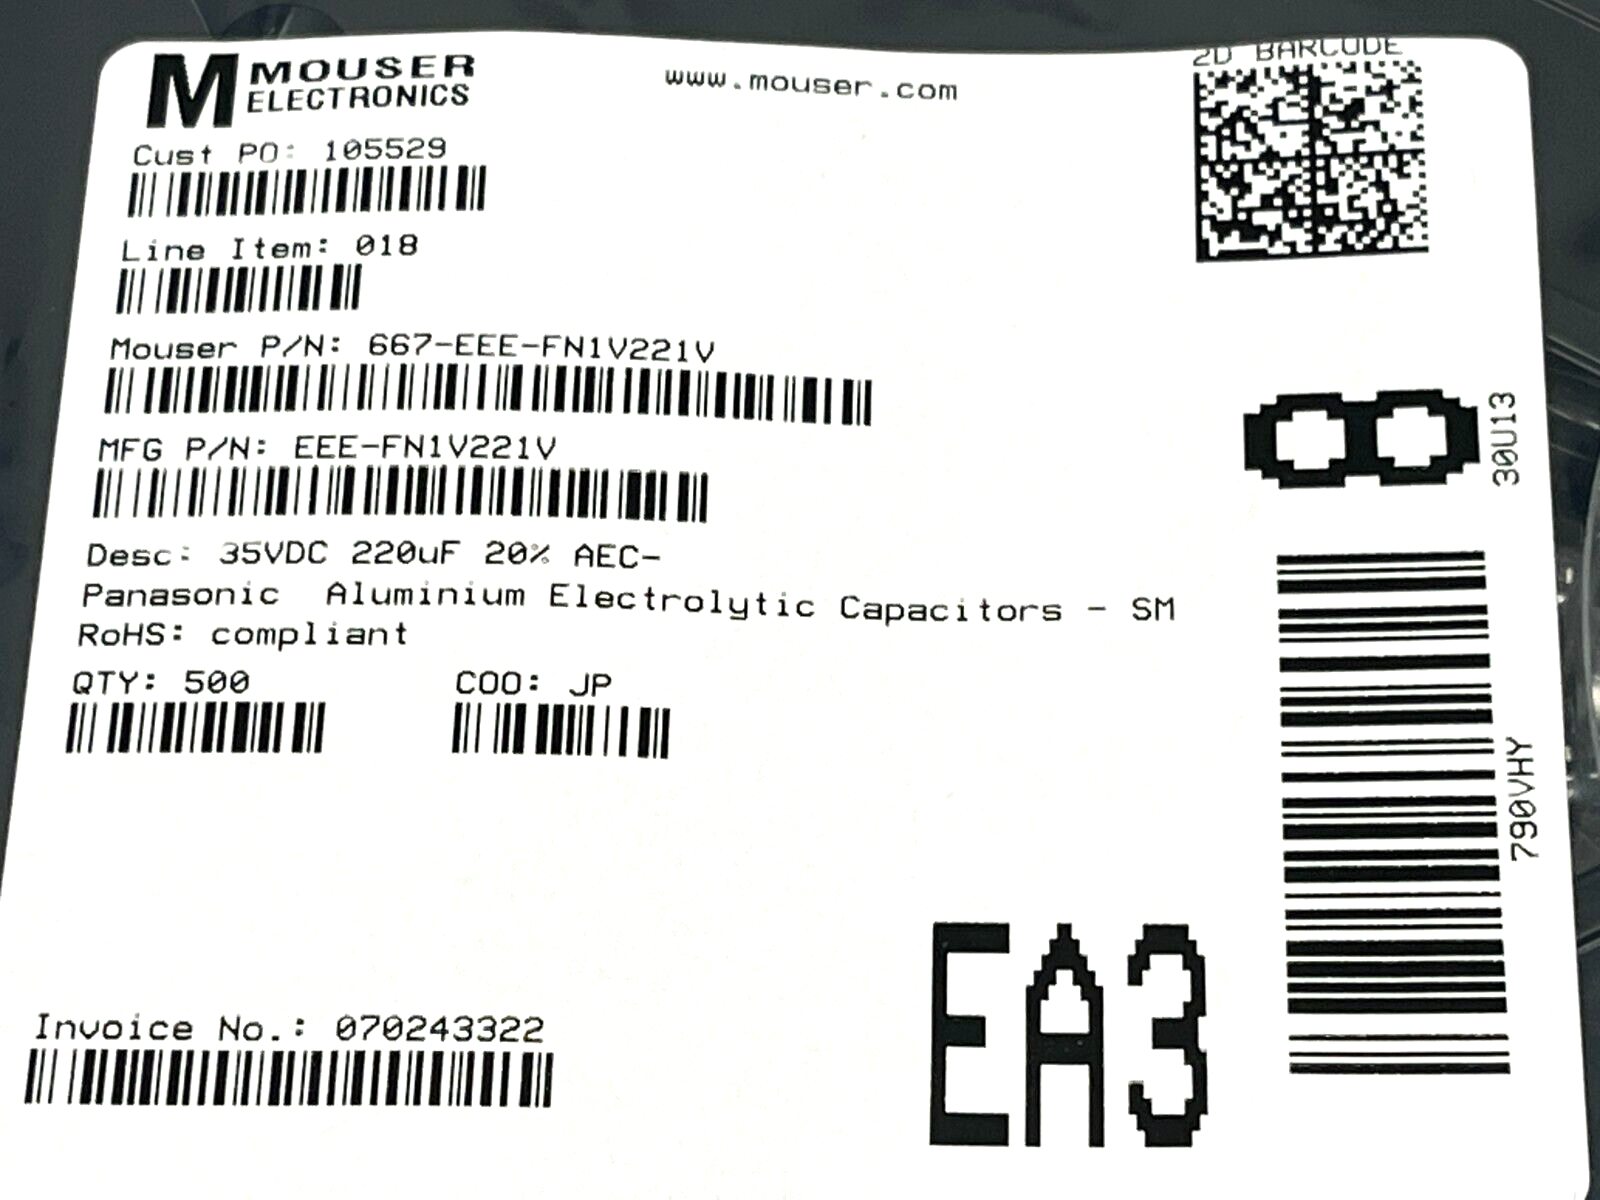 MOUSER
ELECTRONICS
www.mouser.com
2D BARCODE
Cust PO: 105529
Line Item: 018
Mouser P/N: 667-EEE-FN1V221V
MFG P/N: EEE-FN1V221V
Desc: 35VDC 220uF 20% AEC-
Panasonic Aluminium Electrolytic Capacitors - SM
RoHS: compliant
QTY: 500
COO: JP
Invoice No.: 070243322
8
30U13
790VHY
EA3